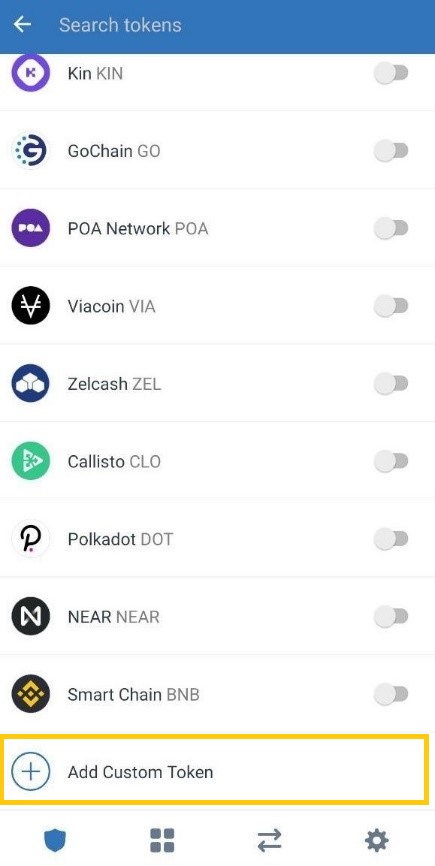 Search tokens
Kin KIN
GoChain GO
POA Network POA
POA
Viacoin VIA
Zelcash ZEL
Callisto CLO
Polkadot DOT
NEAR NEAR
Smart Chain BNB
Add Custom Token